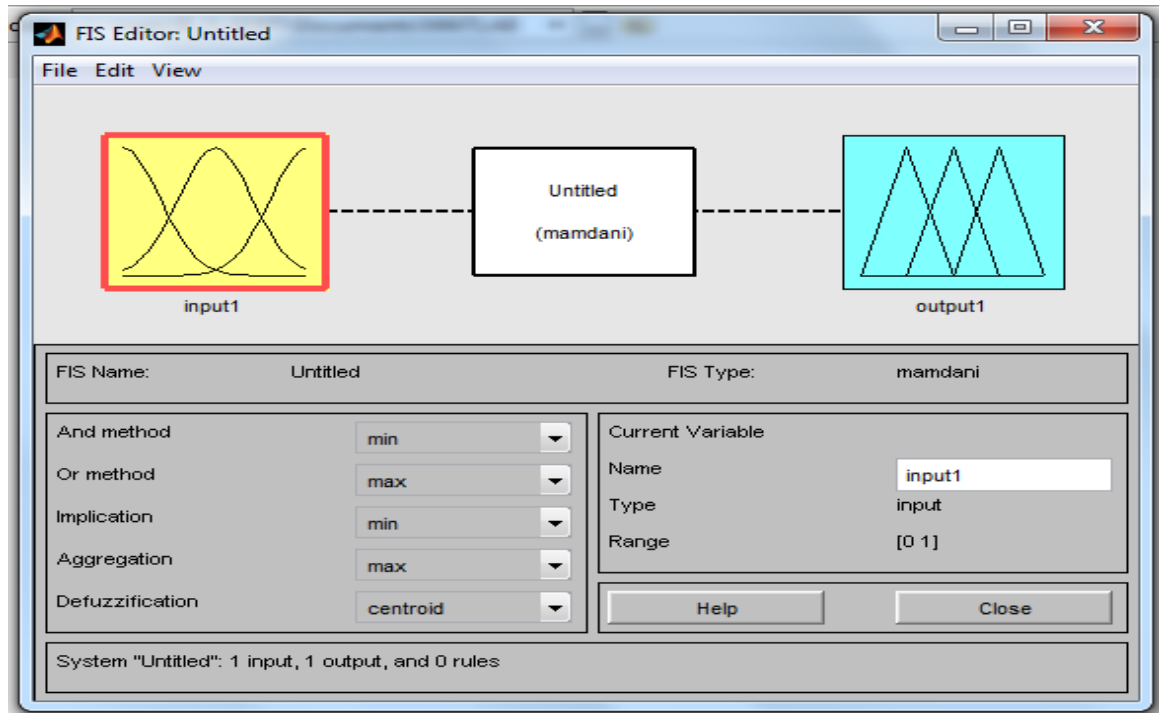 FIS Editor: Untitled
File Edit View
Untitled
(mamdani)
input1
output1
FIS Name: Untitled FIS Type: mamdani
And method min
Or method max
Implication min
Aggregation max
Defuzzification centroid
Current Variable
Name input1
Type input
Range [0 1]
Help Close
System "Untitled": 1 input, 1 output, and 0 rules